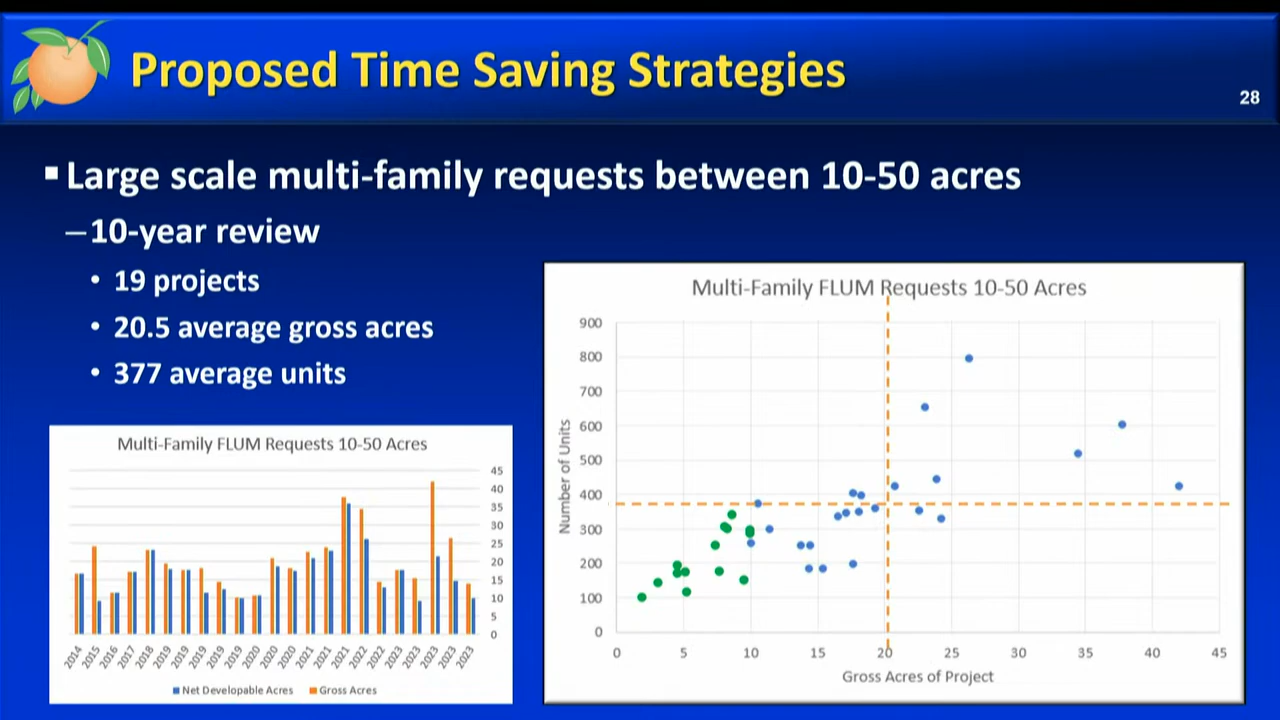 Proposed Time Saving Strategies
28
Large scale multi-family requests between 10-50 acres
–10-year review
• 19 projects
• 20.5 average gross acres
• 377 average units
Multi-Family FLUM Requests 10-50 Acres
45
40
35
30
25
20
15
10
5
0
2014 2015 2016 2017 2018 2019 2019 2019 2019 2019 2020 2020 2020 2021 2021 2021 2022 2022 2023 2023 2023 2023 2023
Net Developable Acres Gross Acres
Multi-Family FLUM Requests 10-50 Acres
Number of Units
900
800
700
600
500
400
300
200
100
0
0 5 10 15 20 25 30 35 40 45
Gross Acres of Project